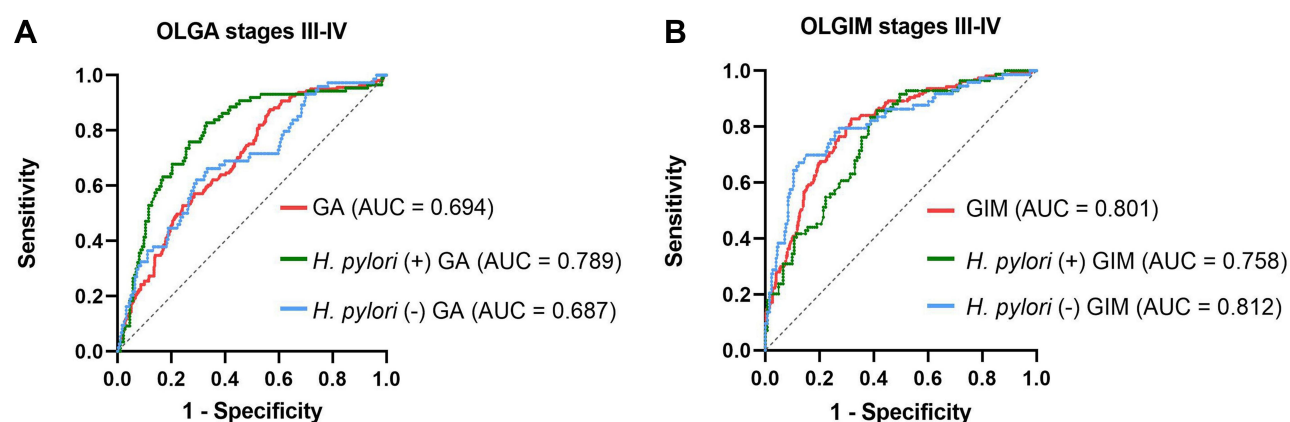 A
OLGA stages III-IV
Sensitivity
1.0
0.8
0.6
0.4
0.2
0.0
0.0 0.2 0.4 0.6 0.8 1.0
1 - Specificity
GA (AUC = 0.694)
H. pylori (+) GA (AUC = 0.789)
H. pylori (-) GA (AUC = 0.687)
B
OLGIM stages III-IV
Sensitivity
1.0
0.8
0.6
0.4
0.2
0.0
0.0 0.2 0.4 0.6 0.8 1.0
1 - Specificity
GIM (AUC = 0.801)
H. pylori (+) GIM (AUC = 0.758)
H. pylori (-) GIM (AUC = 0.812)